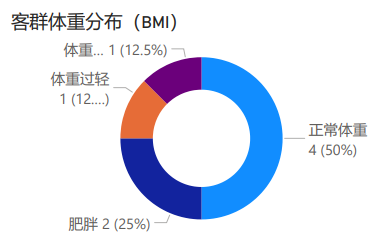 客群体重分布（BMI）
体重... 1 (12.5%)
体重过轻
1 (12....)
正常体重
4 (50%)
肥胖 2 (25%)